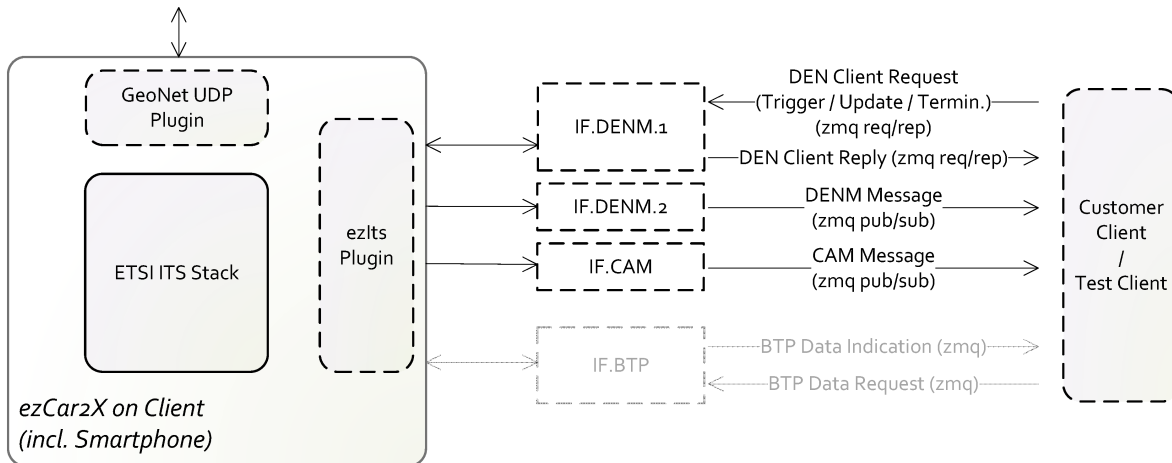 GeoNet UDP
Plugin
ETSI ITS Stack
ezIts
Plugin
ezCar2X on Client
(incl. Smartphone)
IF.DENM.1
IF.DENM.2
IF.CAM
IF.BTP
DEN Client Request
(Trigger / Update / Termin.)
(zmq req/rep)
DEN Client Reply (zmq req/rep)
DENM Message
(zmq pub/sub)
CAM Message
(zmq pub/sub)
BTP Data Indication (zmq)
BTP Data Request (zmq)
Customer
Client
/
Test Client